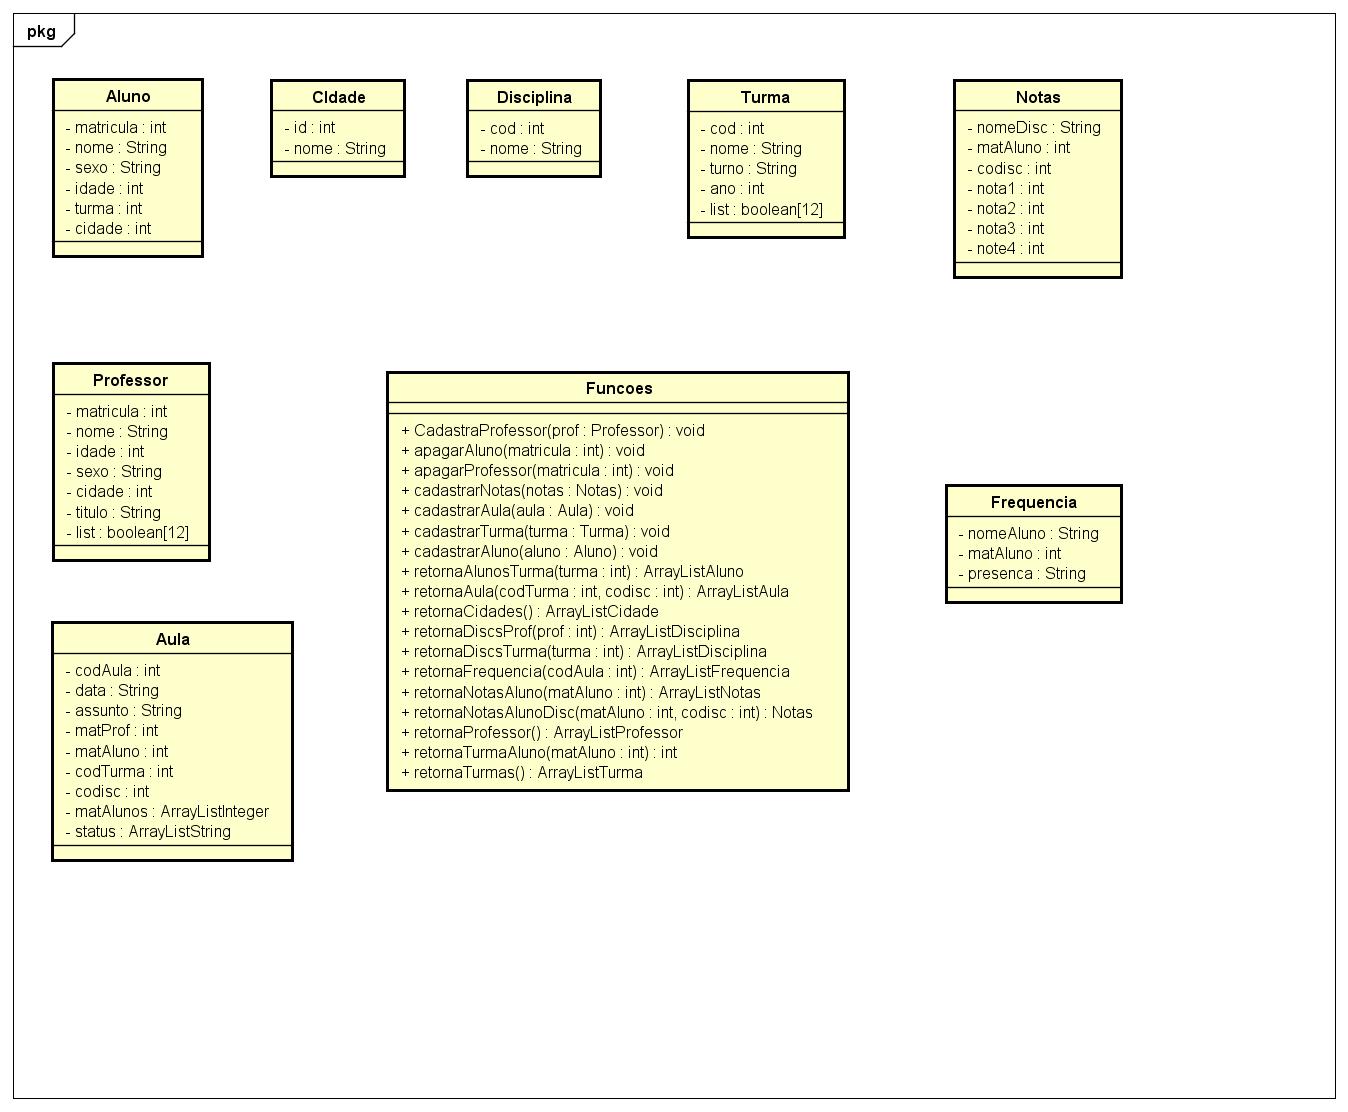 pkg
Aluno
- matricula : int
- nome : String
- sexo : String
- idade : int
- turma : int
- cidade : int
CIdade
- id : int
- nome : String
Disciplina
- cod : int
- nome : String
Turma
- cod : int
- nome : String
- turno : String
- ano : int
- list : boolean[12]
Notas
- nomeDisc : String
- matAluno : int
- codisc : int
- nota1 : int
- nota2 : int
- nota3 : int
- note4 : int
Professor
- matricula : int
- nome : String
- idade : int
- sexo : String
- cidade : int
- titulo : String
- list : boolean[12]
Funcoes
+ CadastraProfessor(prof : Professor) : void
+ apagarAluno(matricula : int) : void
+ apagarProfessor(matricula : int) : void
+ cadastrarNotas(notas : Notas) : void
+ cadastrarAula(aula : Aula) : void
+ cadastrarTurma(turma : Turma) : void
+ cadastrarAluno(aluno : Aluno) : void
+ retornaAlunosTurma(turma : int) : ArrayListAluno
+ retornaAula(codTurma : int, codisc : int) : ArrayListAula
+ retornaCidades() : ArrayListCidade
+ retornaDiscsProf(prof : int) : ArrayListDisciplina
+ retornaDiscsTurma(turma : int) : ArrayListDisciplina
+ retornaFrequencia(codAula : int) : ArrayListFrequencia
+ retornaNotasAluno(matAluno : int) : ArrayListNotas
+ retornaNotasAlunoDisc(matAluno : int, codisc : int) : Notas
+ retornaProfessor() : ArrayListProfessor
+ retornaTurmaAluno(matAluno : int) : int
+ retornaTurmas() : ArrayListTurma
Frequencia
- nomeAluno : String
- matAluno : int
- presenca : String
Aula
- codAula : int
- data : String
- assunto : String
- matProf : int
- matAluno : int
- codTurma : int
- codisc : int
- matAlunos : ArrayListInteger
- status : ArrayListString